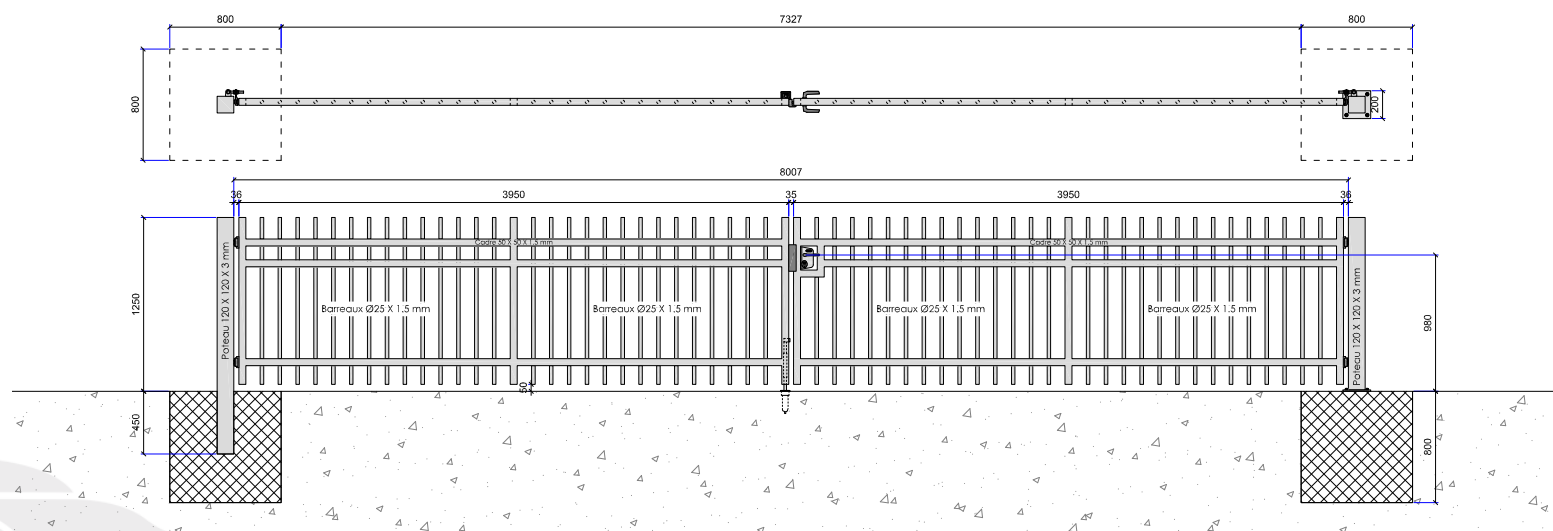 800
7327
800
800
200
8007
36
3950
35
3950
36
Cadre 50 X 50 X 1.5 mm
Cadre 50 X 50 X 1.5 mm
1250
Poteau 120 X 120 X 3 mm
Barreaux Ø25 X 1.5 mm
Barreaux Ø25 X 1.5 mm
Barreaux Ø25 X 1.5 mm
Barreaux Ø25 X 1.5 mm
Poteau 120 X 120 X 3 mm
980
50
450
800